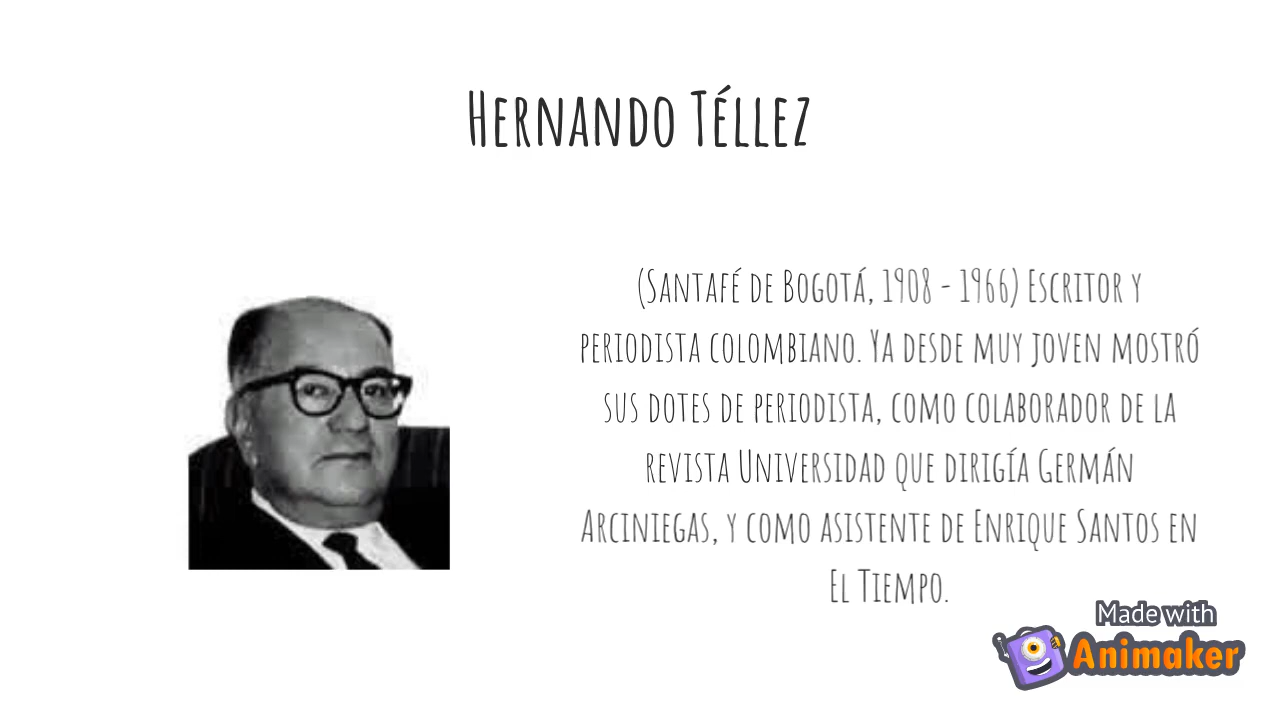 Hernando Téllez
(Santafé de Bogotá, 1908 - 1966) Escritor y
periodista colombiano. Ya desde muy joven mostró
sus dotes de periodista, como colaborador de la
revista Universidad que dirigía Germán
Arciniegas, y como asistente de Enrique Santos en
El Tiempo.
Made with
Animaker